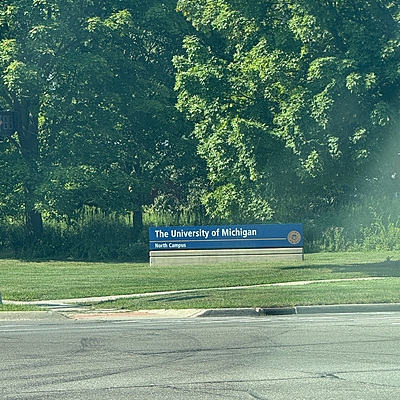 The University of Michigan
North Campus